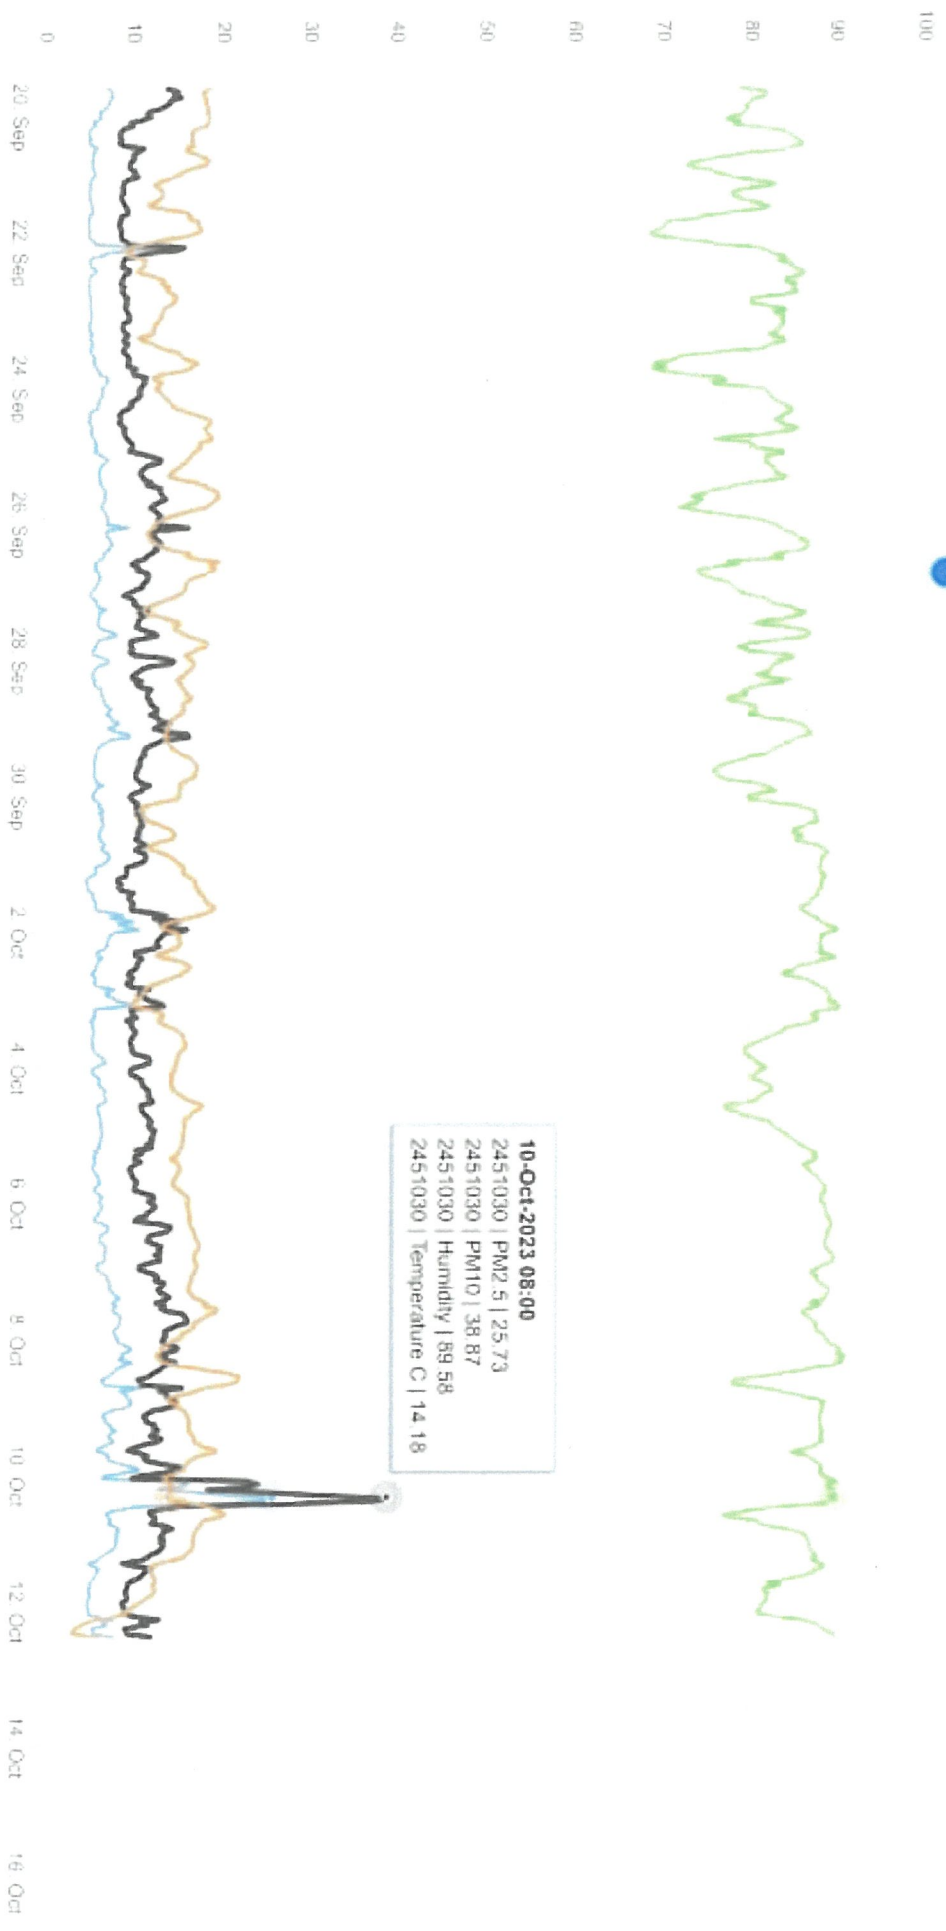 100
90
80
70
60
50
40
30
20
10
0
10-Oct-2023 08:00
2451030 | PM2.5 | 25.73
2451030 | PM10 | 38.87
2451030 | Humidity | 89.58
2451030 | Temperature C | 14.18
20 Sep
22 Sep
24 Sep
26 Sep
28 Sep
30 Sep
2 Oct
4 Oct
6 Oct
8 Oct
10 Oct
12 Oct
14 Oct
16 Oct